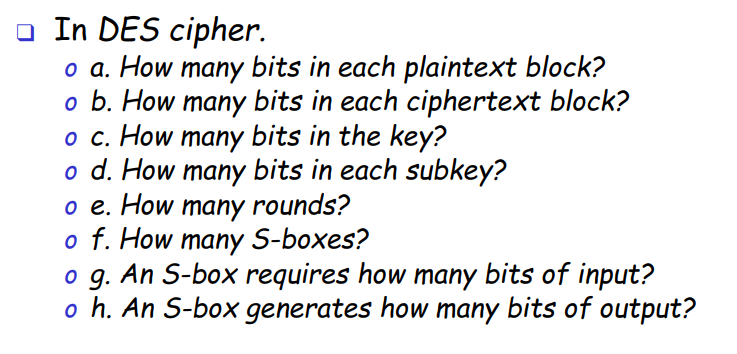 In DES cipher.
o a. How many bits in each plaintext block?
o b. How many bits in each ciphertext block?
o c. How many bits in the key?
o d. How many bits in each subkey?
o e. How many rounds?
o f. How many S-boxes?
o g. An S-box requires how many bits of input?
o h. An S-box generates how many bits of output?